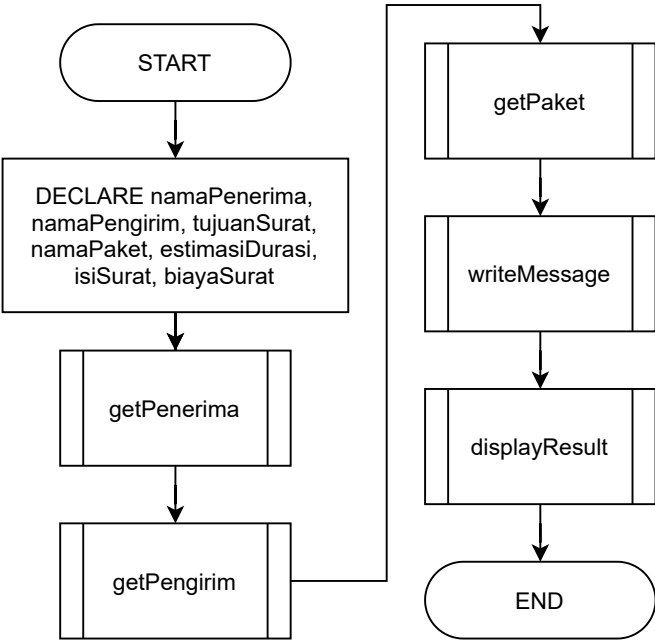 START
DECLARE namaPenerima,
namaPengirim, tujuanSurat,
namaPaket, estimasiDurasi,
isiSurat, biayaSurat
getPenerima
getPengirim
getPaket
writeMessage
displayResult
END